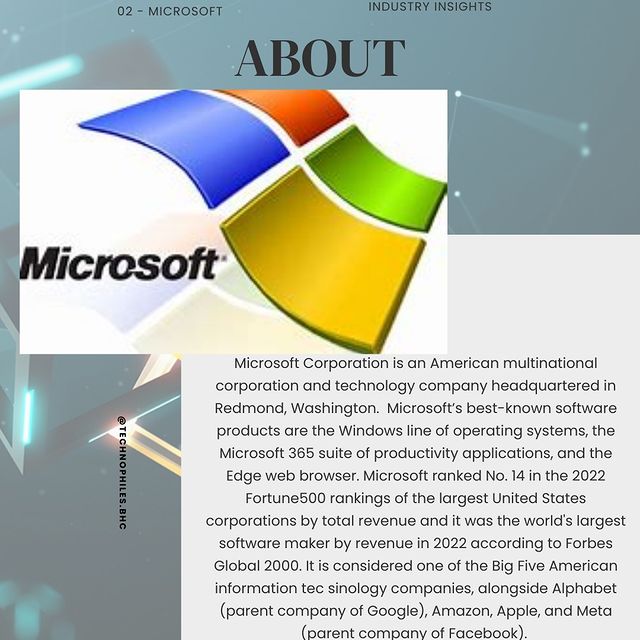 02 - MICROSOFT
INDUSTRY INSIGHTS
ABOUT
Microsoft
Microsoft Corporation is an American multinational
corporation and technology company headquartered in
Redmond, Washington.  Microsoft’s best-known software
products are the Windows line of operating systems, the
Microsoft 365 suite of productivity applications, and the
Edge web browser. Microsoft ranked No. 14 in the 2022
Fortune500 rankings of the largest United States
corporations by total revenue and it was the world's largest
software maker by revenue in 2022 according to Forbes
Global 2000. It is considered one of the Big Five American
information tec sinology companies, alongside Alphabet
(parent company of Google), Amazon, Apple, and Meta
(parent company of Facebook).
@TECHNOPHILES.BHC